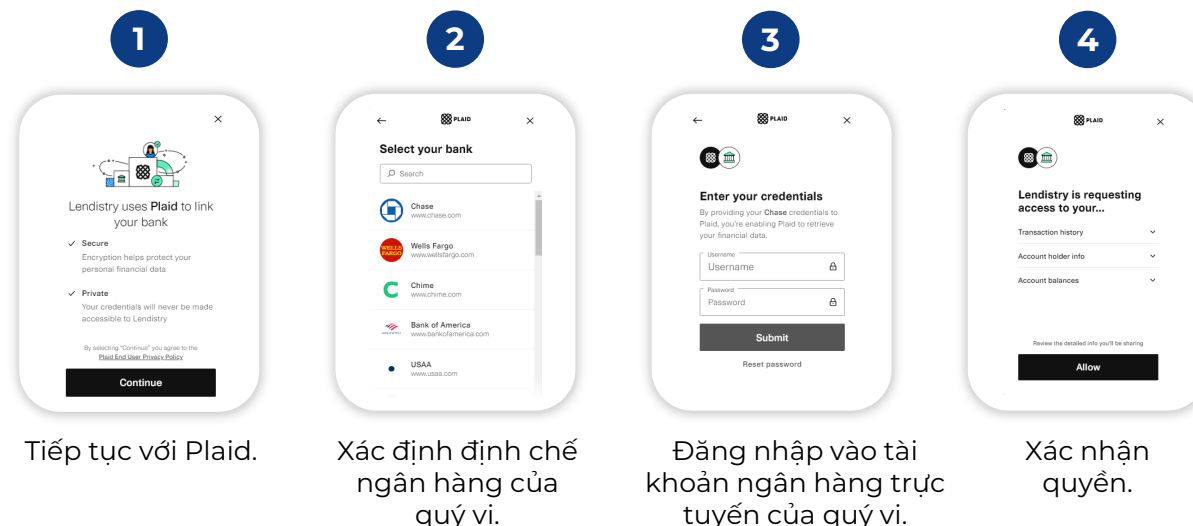 1
Lendistry uses Plaid to link
your bank
Secure
Encryption helps protect your
personal financial data
Private
Your credentials will never be made
accessible to Lendistry
By selecting "Continue" you agree to the
Plaid End User Privacy Policy
Continue
Tiếp tục với Plaid.
2
PLAID
Select your bank
Search
Chase
www.chase.com
WELLS
FARGO
Wells Fargo
www.wellsfargo.com
Chime
www.chime.com
Bank of America
www.bankofamerica.com
USAA
www.usaa.com
Xác định định chế
ngân hàng của
quý vi.
3
PLAID
Enter your credentials
By providing your Chase credentials to
Plaid, you're enabling Plaid to retrieve
your financial data.
Username
Username
Password
Password
Submit
Reset password
Đăng nhập vào tài
khoản ngân hàng trực
tuyến của quý vi.
4
PLAID
Lendistry is requesting
access to your...
Transaction history
Account holder info
Account balances
Review the detailed info you'll be sharing
Allow
Xác nhận
quyền.